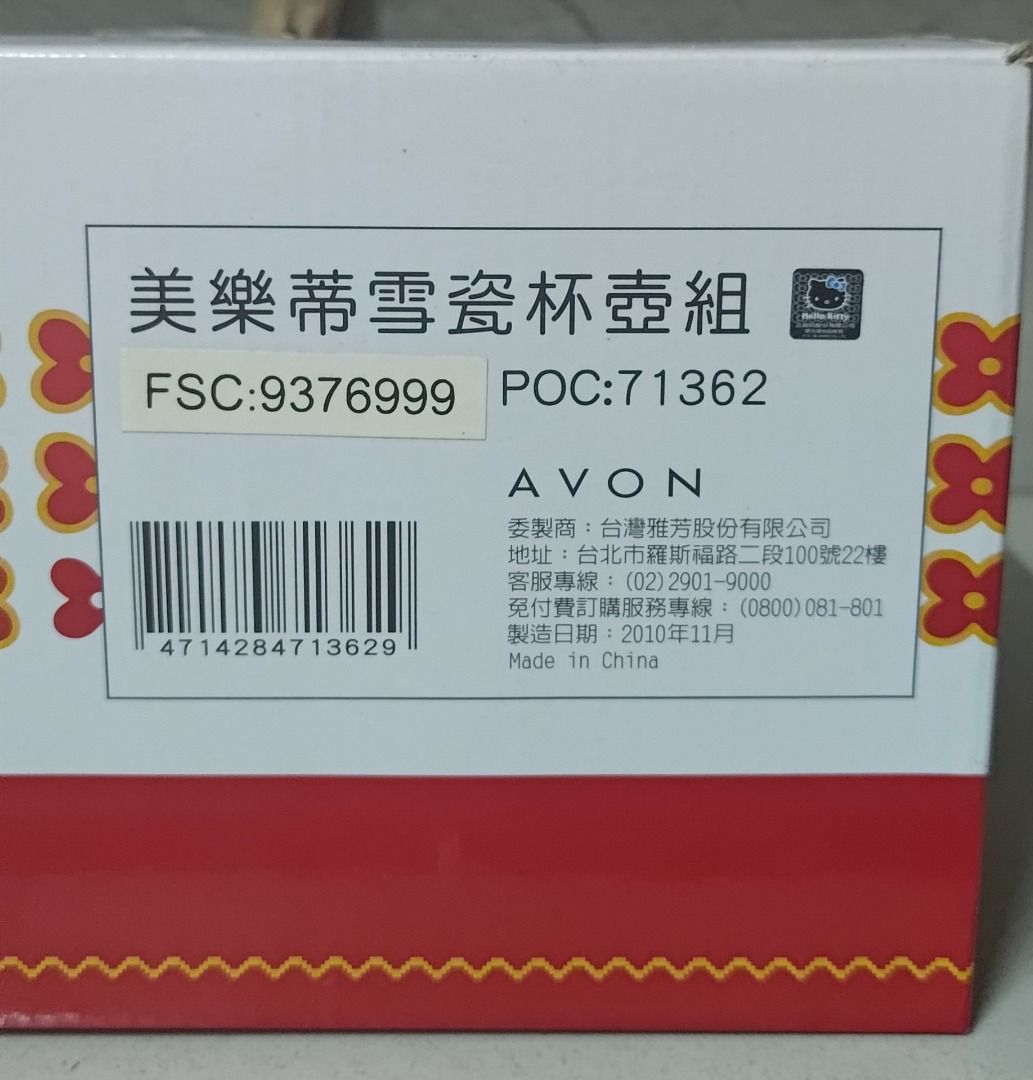 美樂蒂雪瓷杯壺組
Hello Kitty
FSC:9376999
POC:71362
AVON
委製商：台灣雅芳股份有限公司
地址：台北市羅斯福路二段100號22樓
客服專線：(02)2901-9000
免付費訂購服務專線：(0800)081-801
製造日期：2010年11月
Made in China
4714284713629